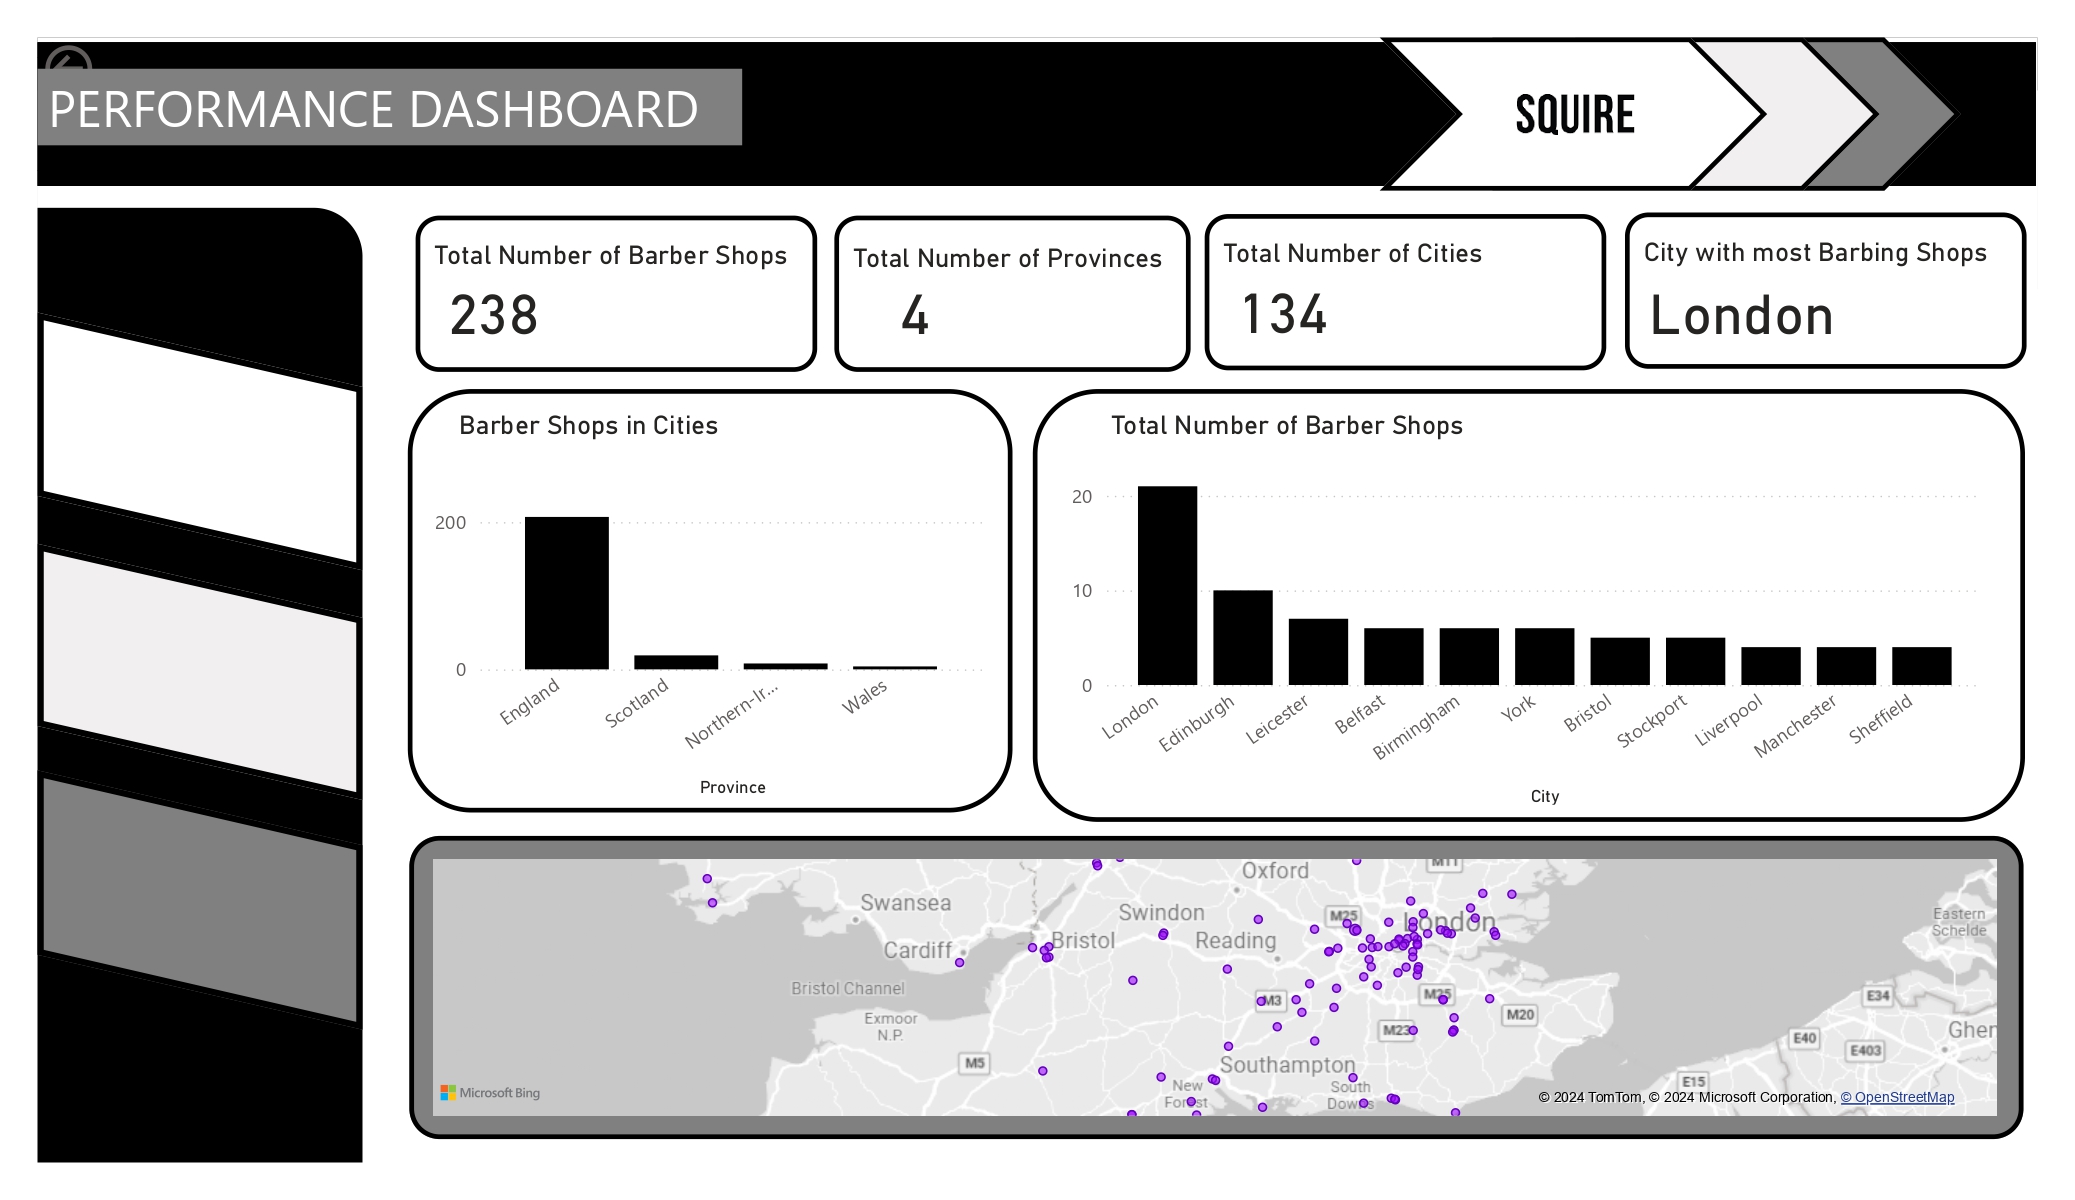 PERFORMANCE DASHBOARD
SQUIRE
Total Number of Barber Shops
238
Total Number of Provinces
4
Total Number of Cities
134
City with most Barbing Shops
London
Barber Shops in Cities
200
0
England
Scotland
Northern-Ir...
Wales
Province
Total Number of Barber Shops
20
10
0
London
Edinburgh
Leicester
Belfast
Birmingham
York
Bristol
Stockport
Liverpool
Manchester
Sheffield
City
Oxford
M11
Swansea
Swindon
M25
London
Eastern
Schelde
Cardiff
Bristol
Reading
Bristol Channel
M3
M25
E34
Exmoor
N.P.
M20
M23
Gher
E40
E403
M5
Southampton
E15
New
Forest
South
Downs
Microsoft Bing
© 2024 TomTom, © 2024 Microsoft Corporation, © OpenStreetMap